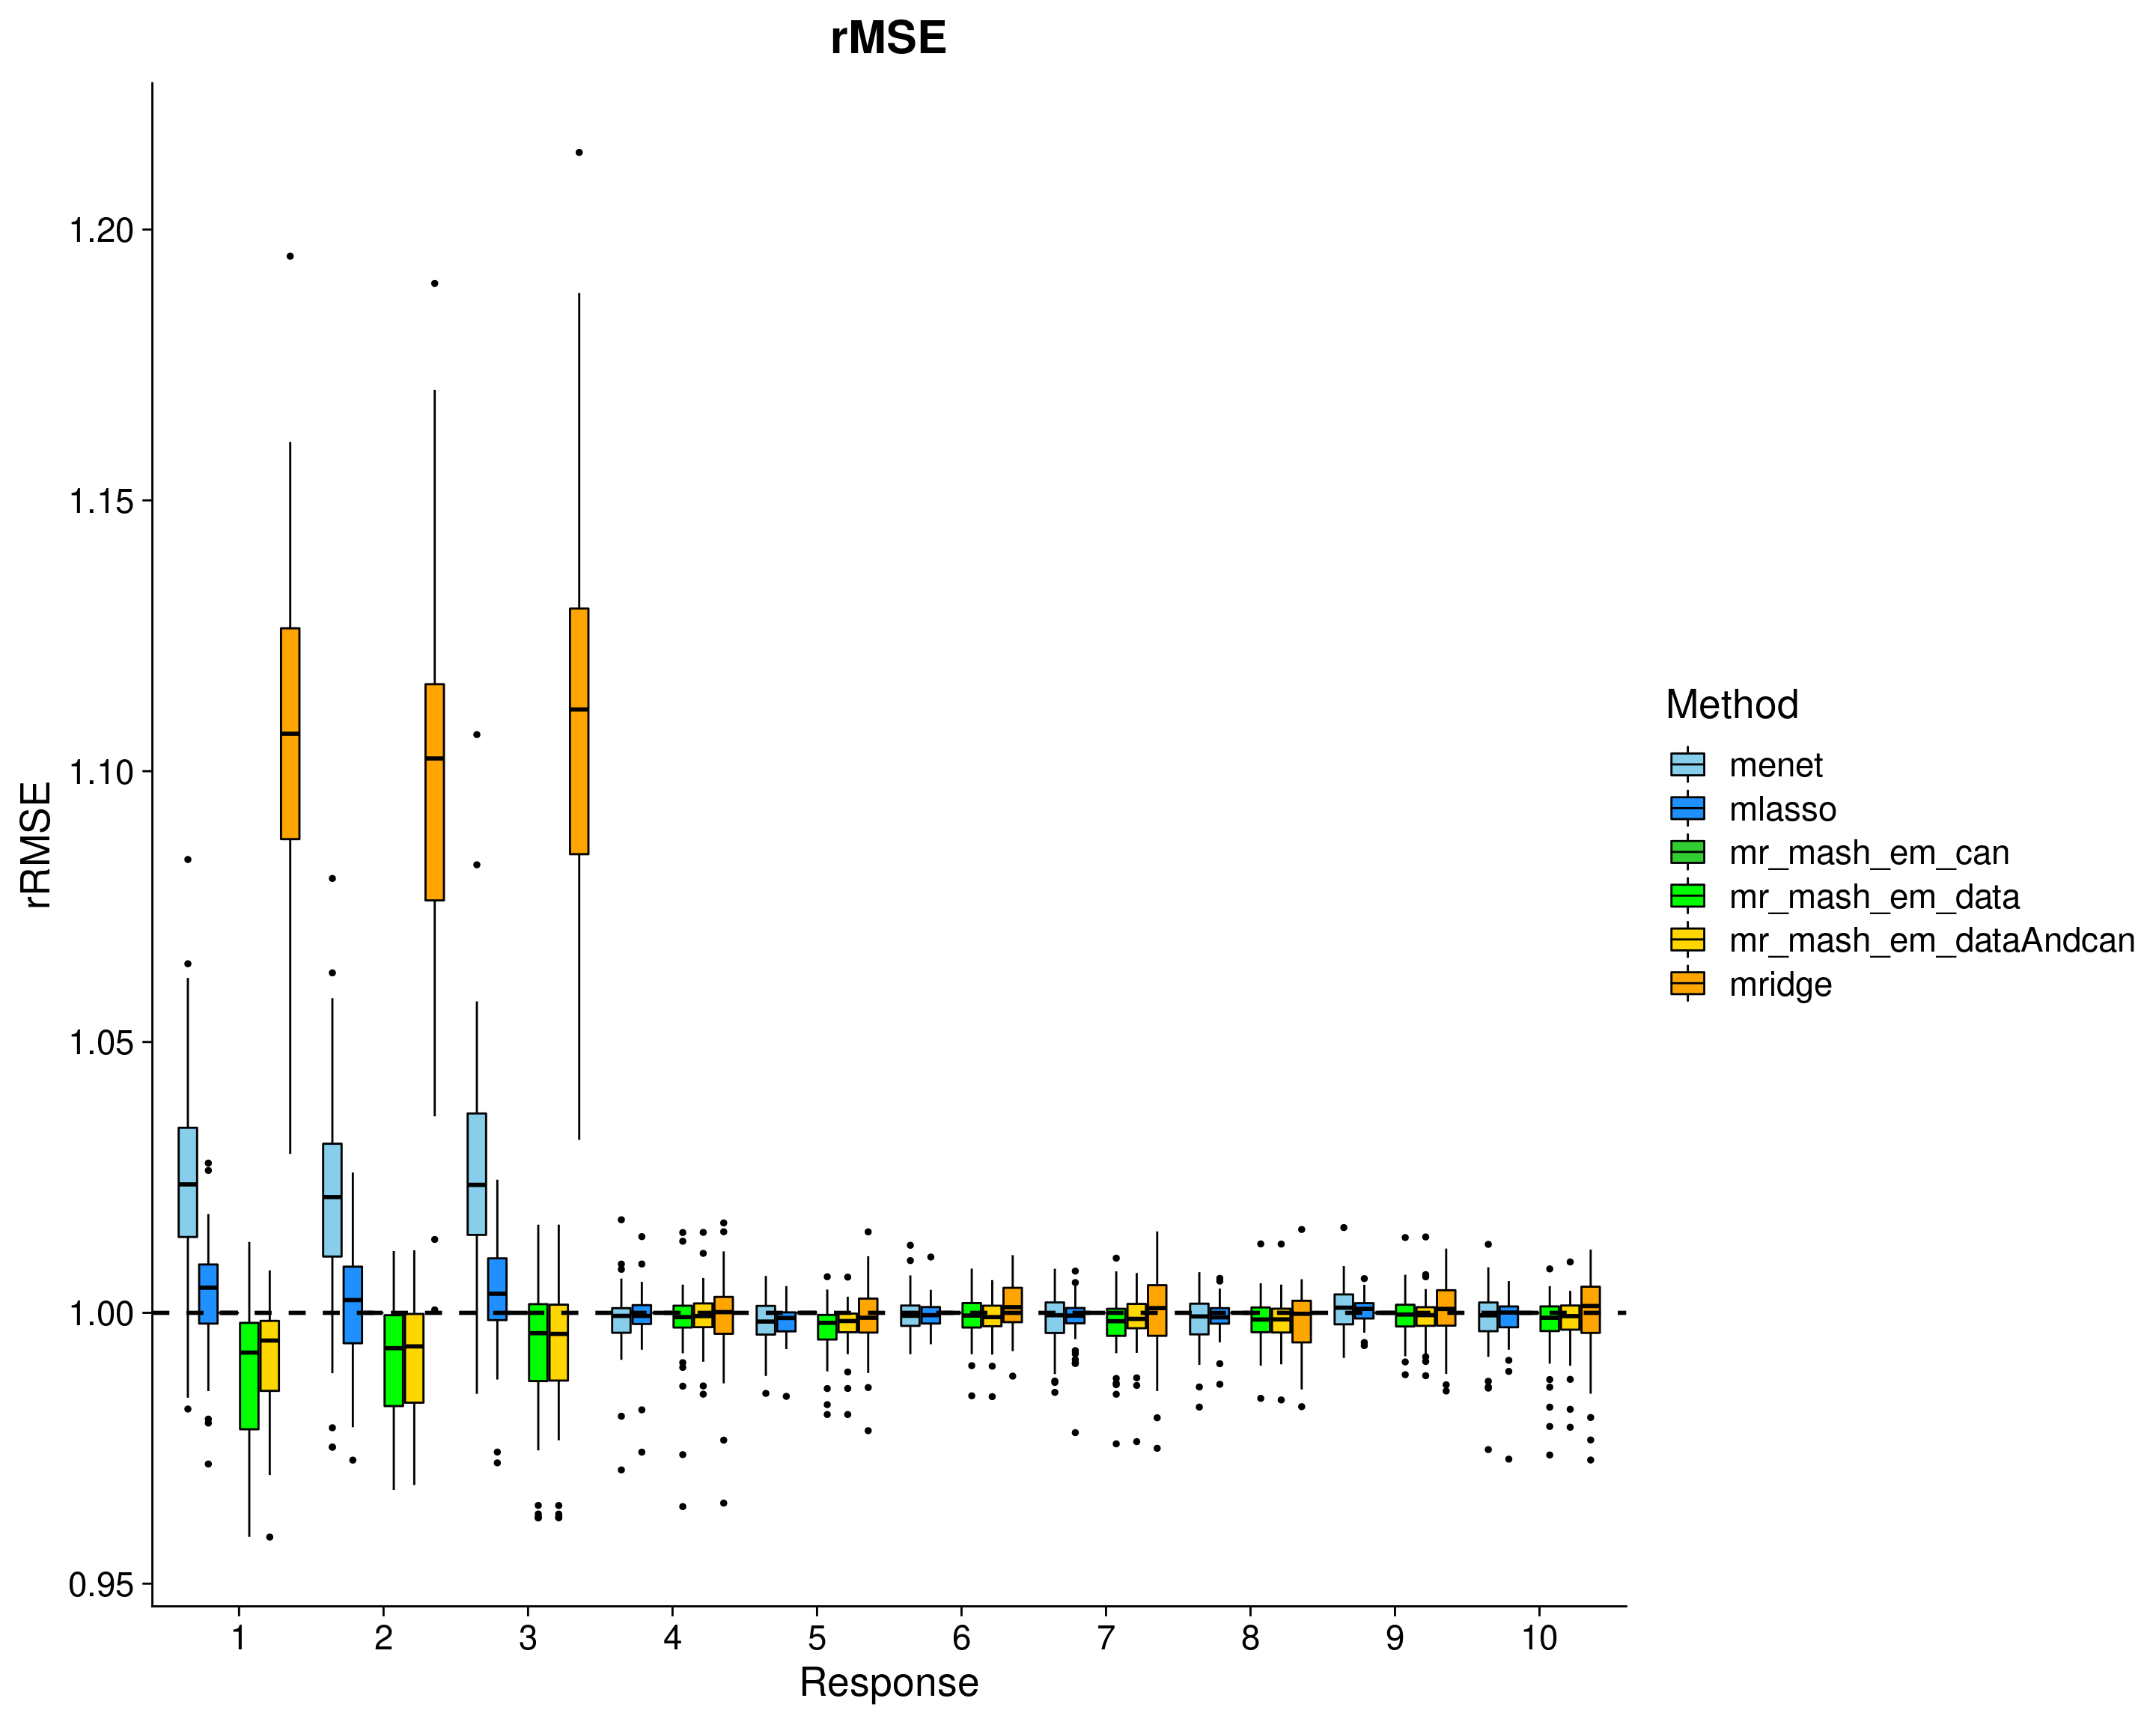 rMSE
rRMSE
1.20
1.15
1.10
1.05
1.00
0.95
1 2 3 4 5 6 7 8 9 10
Response
Method
menet
mlasso
mr_mash_em_can
mr_mash_em_data
mr_mash_em_dataAndcan
mridge